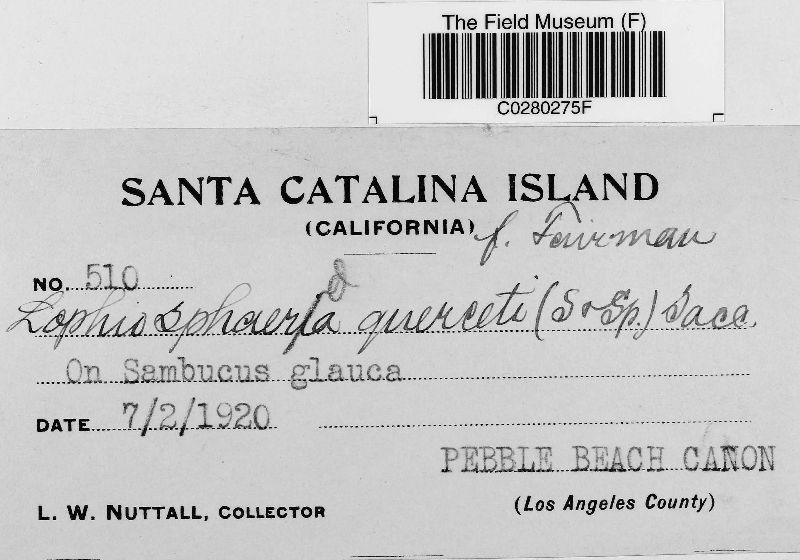 The Field Museum (F)
C0280275F
SANTA CATALINA ISLAND
(CALIFORNIA)
f. Fairman
NO. 510
d
Lophiosphaeria querceti (S & Sp.) Sacc.
On Sambucus glauca
DATE 7/2/1920
PEBBLE BEACH CAÑON
L. W. NUTTALL, COLLECTOR
(Los Angeles County)